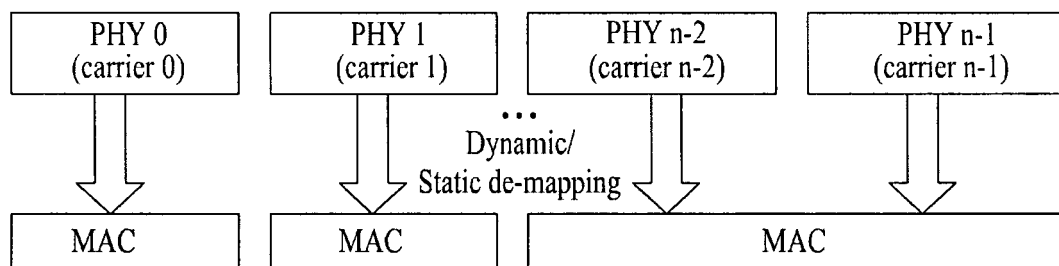 PHY 0
(carrier 0)
PHY 1
(carrier 1)
PHY n-2
(carrier n-2)
PHY n-1
(carrier n-1)
...
Dynamic/
Static de-mapping
MAC
MAC
MAC